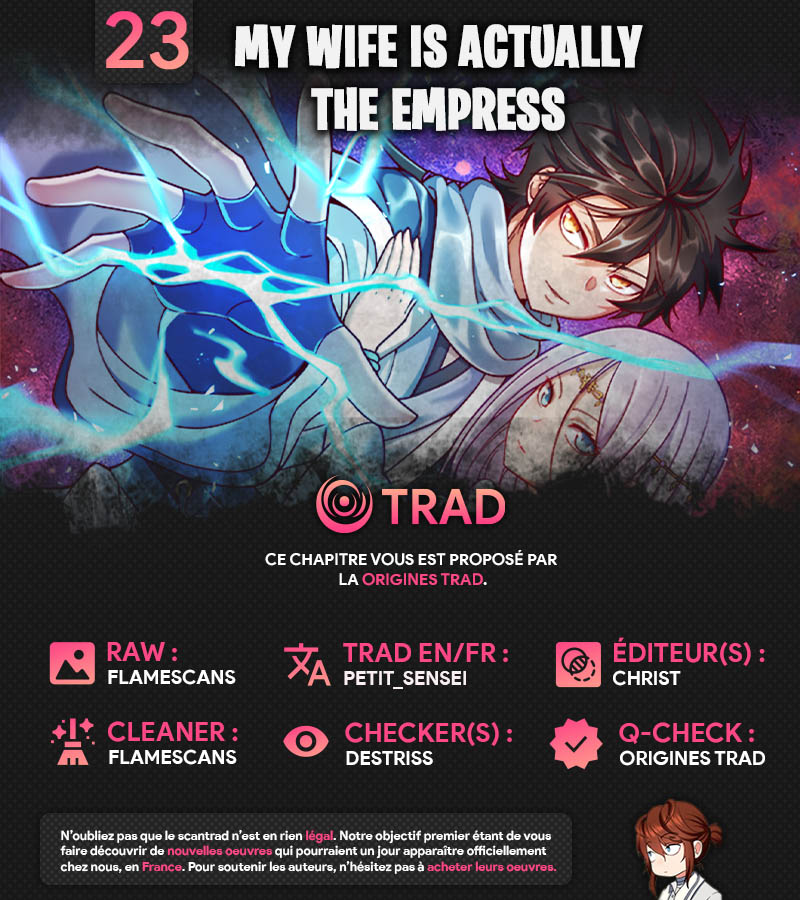 23
MY WIFE IS ACTUALLY
THE EMPRESS
TRAD
CE CHAPITRE VOUS EST PROPOSÉ PAR
LA ORIGINES TRAD.
RAW :
FLAMESCANS
TRAD EN/FR :
PETIT_SENSEI
ÉDITEUR(S) :
CHRIST
CLEANER :
FLAMESCANS
CHECKER(S) :
DESTRISS
Q-CHECK :
ORIGINES TRAD
N'oubliez pas que le scantrad n'est en rien légal. Notre objectif premier étant de vous
faire découvrir de nouvelles oeuvres qui pourraient un jour apparaître officiellement
chez nous, en France. Pour soutenir les auteurs, n'hésitez pas à acheter leurs oeuvres.